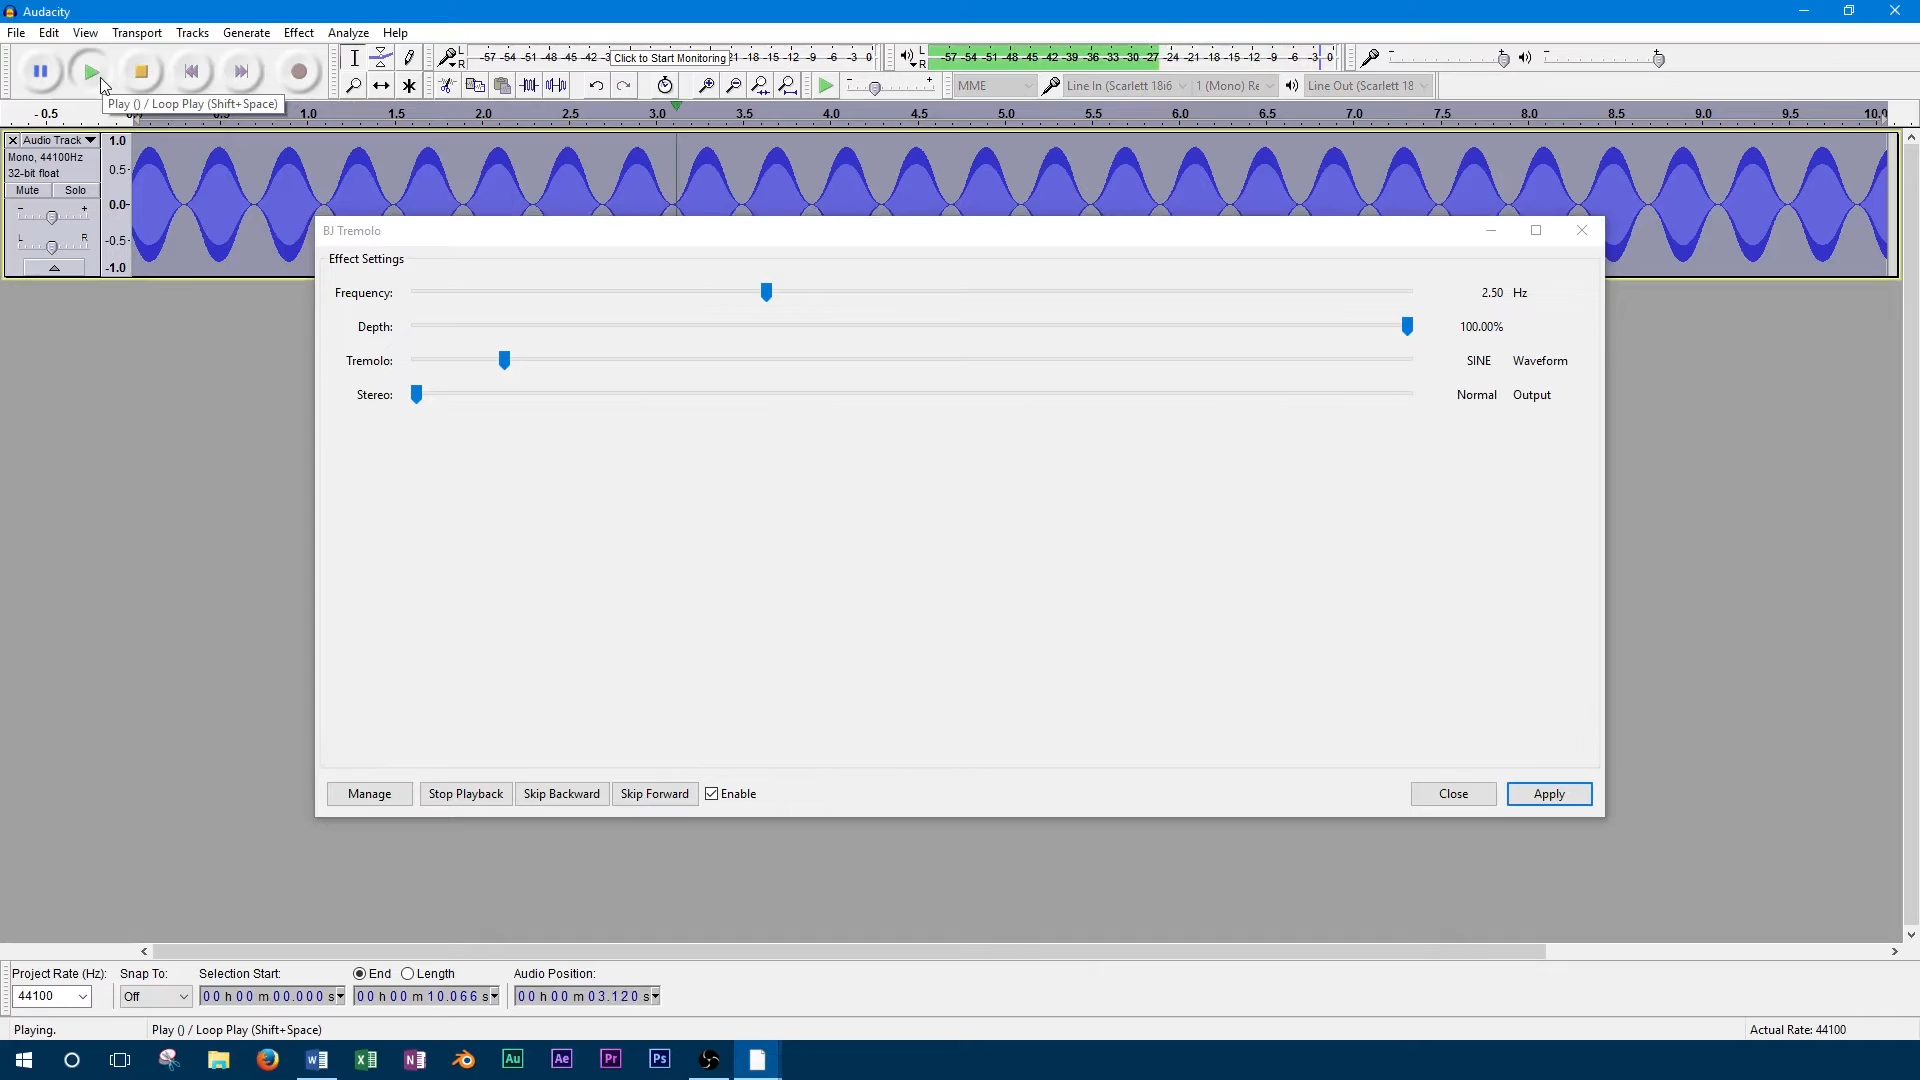 Audacity
File Edit View Transport Tracks Generate Effect Analyze Help
L
R
-57 -54 -51 -48 -45 -42 -3 Click to Start Monitoring 1 -18 -15 -12 -9 -6 -3 0
L
R
-57 -54 -51 -48 -45 -42 -39 -36 -33 -30 -27 -24 -21 -18 -15 -12 -9 -6 -3 0
- +
MME Line In (Scarlett 18i6 1 (Mono) Re Line Out (Scarlett 18
Play () / Loop Play (Shift+Space)
- 0.5 1.0 1.5 2.0 2.5 3.0 3.5 4.0 4.5 5.0 5.5 6.0 6.5 7.0 7.5 8.0 8.5 9.0 9.5 10.0
Audio Track
Mono, 44100Hz
32-bit float
Mute Solo
- +
L R
1.0
0.5
0.0
-0.5
-1.0
BJ Tremolo
Effect Settings
Frequency: 2.50 Hz
Depth: 100.00%
Tremolo: SINE Waveform
Stereo: Normal Output
Manage Stop Playback Skip Backward Skip Forward Enable Close Apply
Project Rate (Hz): Snap To: Selection Start: End Length Audio Position:
44100 Off 00 h 00 m 00.000 s 00 h 00 m 10.066 s 00 h 00 m 03.120 s
Playing. Play () / Loop Play (Shift+Space) Actual Rate: 44100
Au Ae Pr Ps